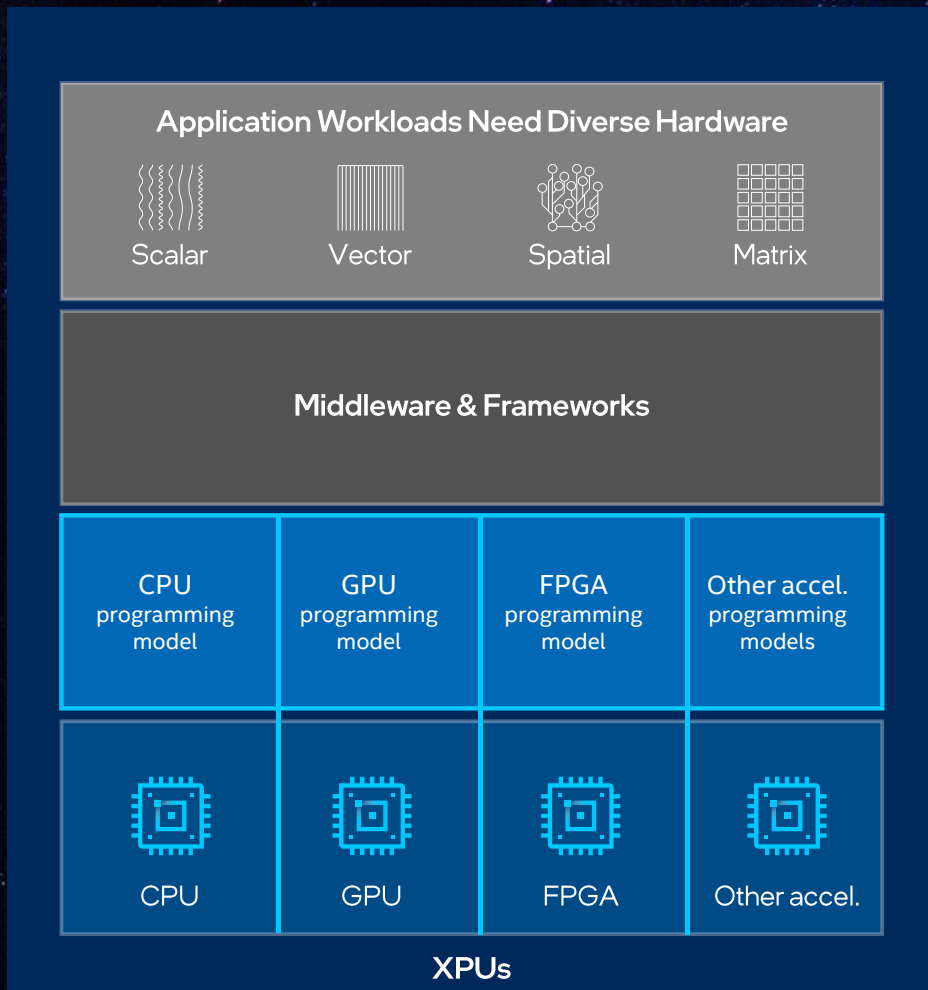 Application Workloads Need Diverse Hardware
Scalar
Vector
Spatial
Matrix
Middleware & Frameworks
CPU
programming
model
GPU
programming
model
FPGA
programming
model
Other accel.
programming
models
CPU
GPU
FPGA
Other accel.
XPUs